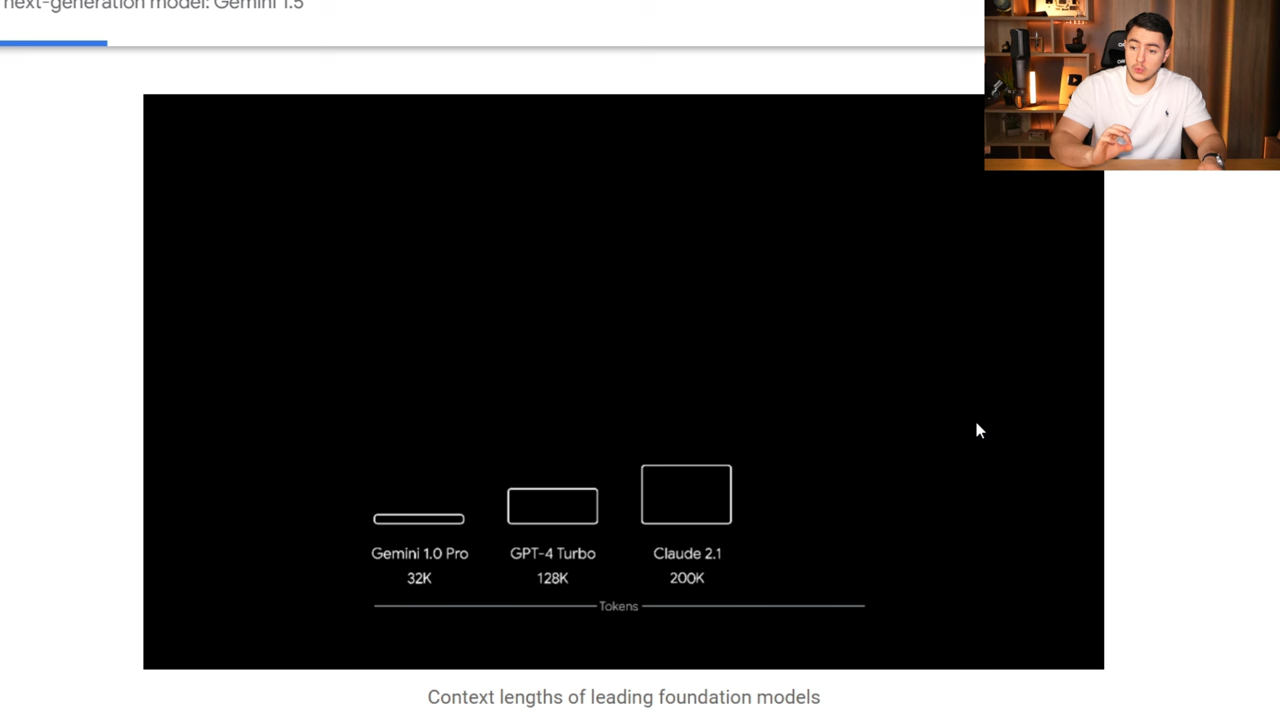 next-generation model: Gemini 1.5
Gemini 1.0 Pro
32K
GPT-4 Turbo
128K
Claude 2.1
200K
Tokens
Context lengths of leading foundation models